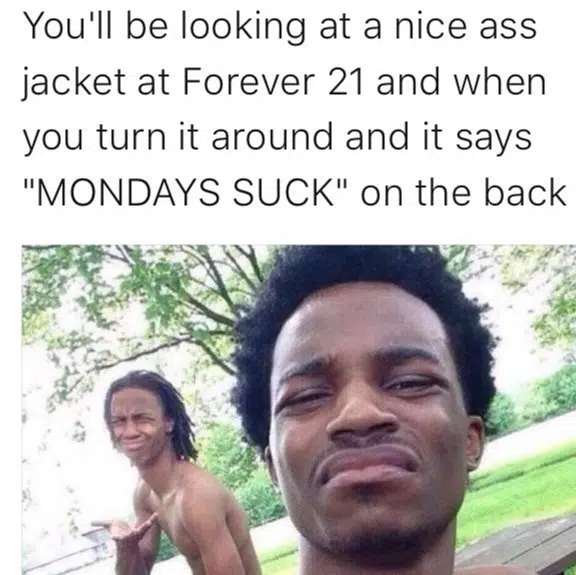 You'll be looking at a nice ass
jacket at Forever 21 and when
you turn it around and it says
"MONDAYS SUCK" on the back